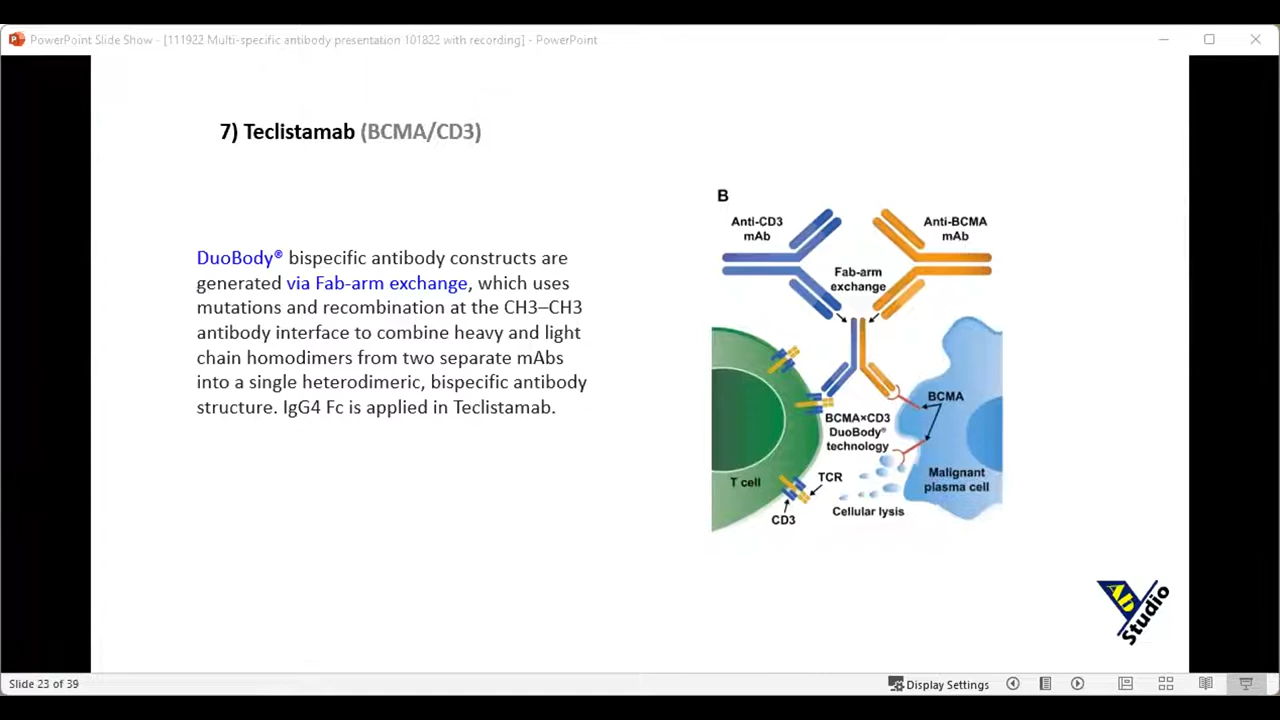 PowerPoint Slide Show - [111922 Multi-specific antibody presentation 101822 with recording] - PowerPoint
7) Teclistamab (BCMA/CD3)
DuoBody® bispecific antibody constructs are
generated via Fab-arm exchange, which uses
mutations and recombination at the CH3–CH3
antibody interface to combine heavy and light
chain homodimers from two separate mAbs
into a single heterodimeric, bispecific antibody
structure. IgG4 Fc is applied in Teclistamab.
B
Anti-CD3
mAb
Anti-BCMA
mAb
Fab-arm
exchange
BCMA
BCMA×CD3
DuoBody®
technology
T cell
TCR
CD3
Malignant
plasma cell
Cellular lysis
AB
Studio
Slide 23 of 39
Display Settings